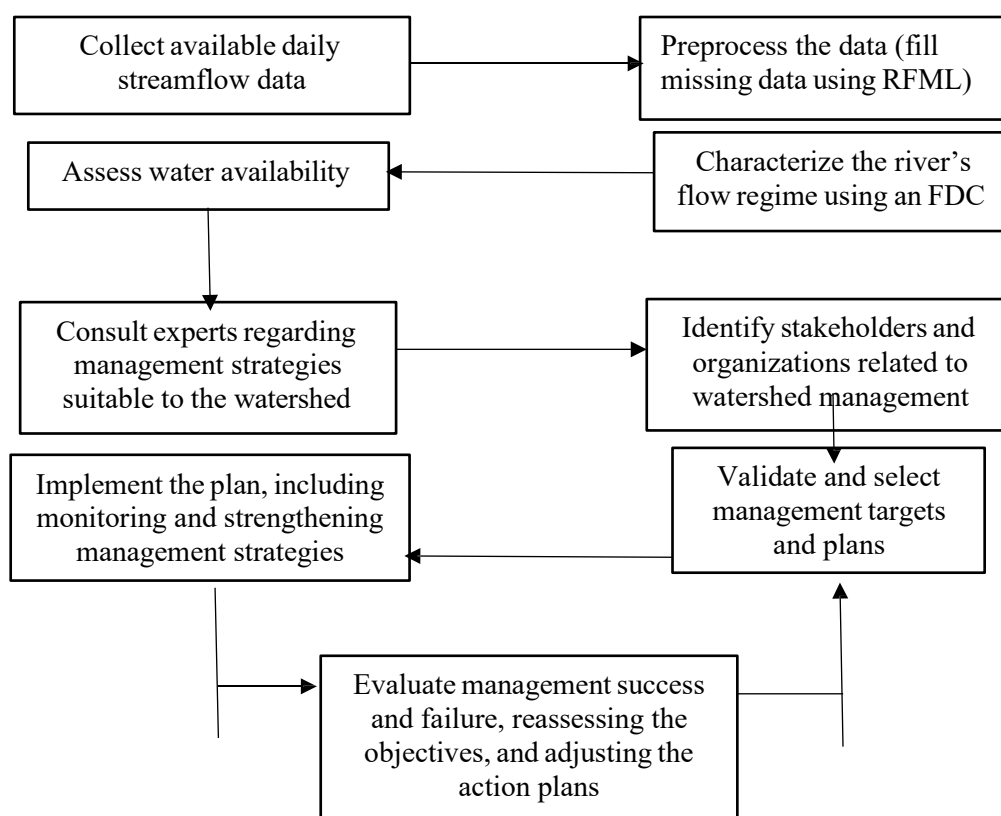 Collect available daily
streamflow data
Preprocess the data (fill
missing data using RFML)
Assess water availability
Characterize the river’s
flow regime using an FDC
Consult experts regarding
management strategies
suitable to the watershed
Identify stakeholders and
organizations related to
watershed management
Implement the plan, including
monitoring and strengthening
management strategies
Validate and select
management targets
and plans
Evaluate management success
and failure, reassessing the
objectives, and adjusting the
action plans